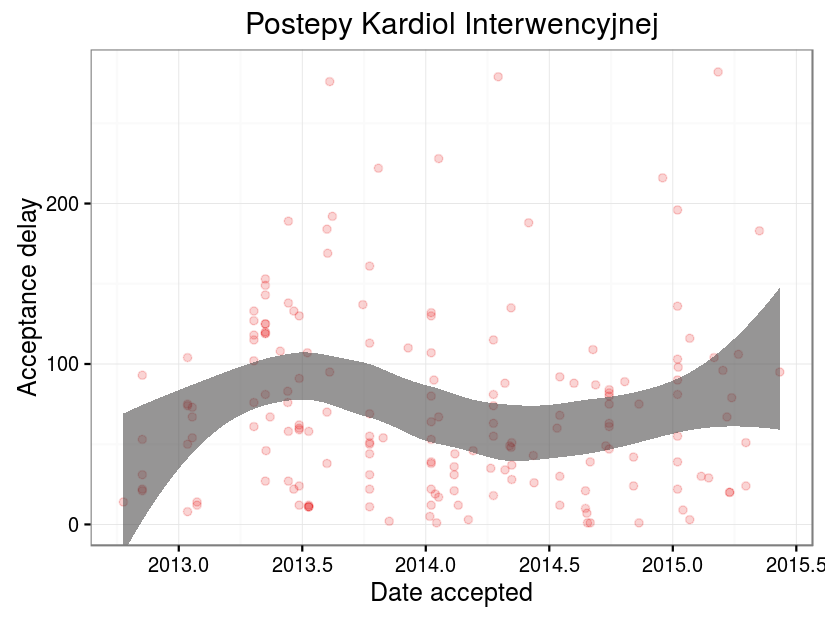 Postepy Kardiol Interwencyjnej
Acceptance delay
200
100
0
2013.0 2013.5 2014.0 2014.5 2015.0 2015.5
Date accepted